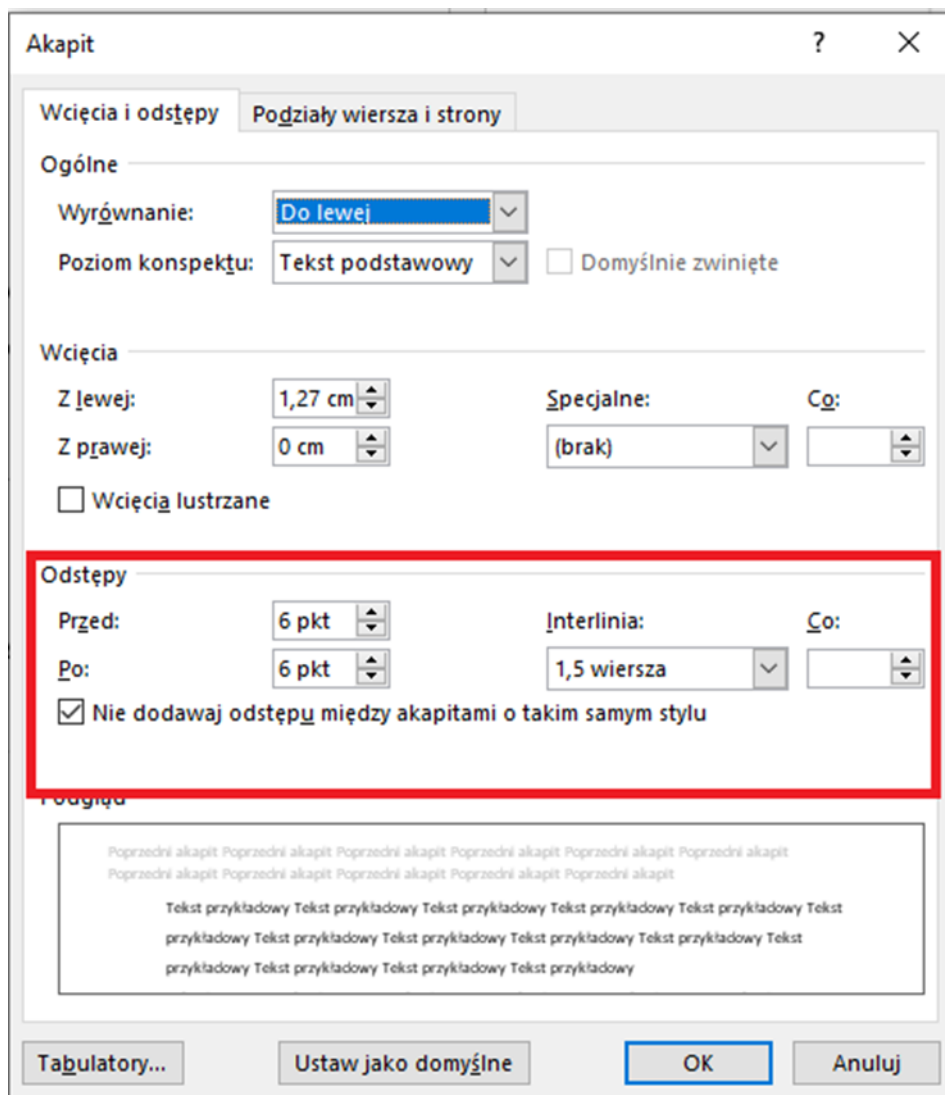 Akapit ? ×
Wcięcia i odstępy Podziały wiersza i strony
Ogólne
Wyrównanie: Do lewej
Poziom konspektu: Tekst podstawowy Domyślnie zwinięte
Wcięcia
Z lewej: 1,27 cm Specjalne: Co:
Z prawej: 0 cm (brak)
Wcięcia lustrzane
Odstępy
Przed: 6 pkt Interlinia: Co:
Po: 6 pkt 1,5 wiersza
Nie dodawaj odstępu między akapitami o takim samym stylu
Podgląd
Poprzedni akapit Poprzedni akapit Poprzedni akapit Poprzedni akapit Poprzedni akapit Poprzedni akapit
Poprzedni akapit Poprzedni akapit Poprzedni akapit Poprzedni akapit Poprzedni akapit
Tekst przykładowy Tekst przykładowy Tekst przykładowy Tekst przykładowy Tekst przykładowy Tekst
przykładowy Tekst przykładowy Tekst przykładowy Tekst przykładowy Tekst przykładowy Tekst
przykładowy Tekst przykładowy Tekst przykładowy Tekst przykładowy
Tabulatory... Ustaw jako domyślne OK Anuluj